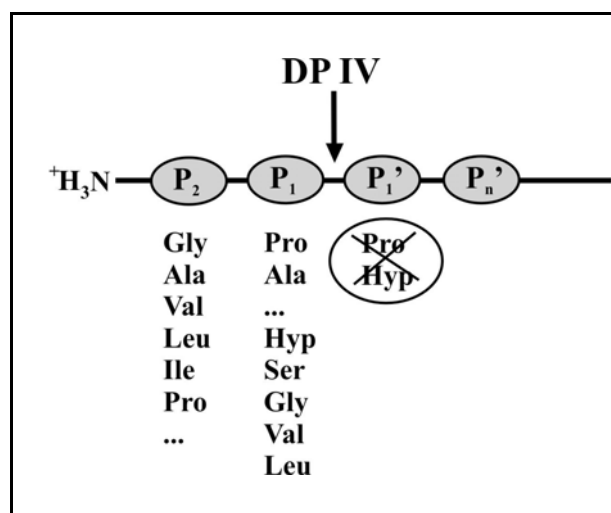 DP IV
⁺H₃N P₂ P₁ P₁’ Pₙ’
Gly Pro Pro
Ala Ala Hyp
Val ...
Leu Hyp
Ile Ser
Pro Gly
... Val
Leu